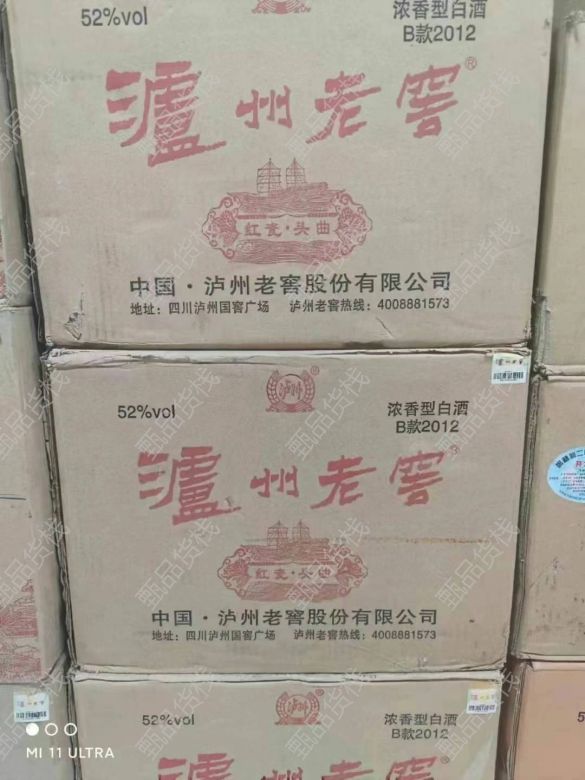 52%vol
浓香型白酒
B款2012
瀘州老窖®
红瓷·头曲
中国·泸州老窖股份有限公司
地址：四川泸州国窖广场 泸州老窖热线：4008881573
泸州®
52%vol
浓香型白酒
B款2012
瀘州老窖®
红瓷·头曲
中国·泸州老窖股份有限公司
地址：四川泸州国窖广场 泸州老窖热线：4008881573
泸州®
52%vol
浓香型白酒
B款2012
MI 11 ULTRA
甄品货栈